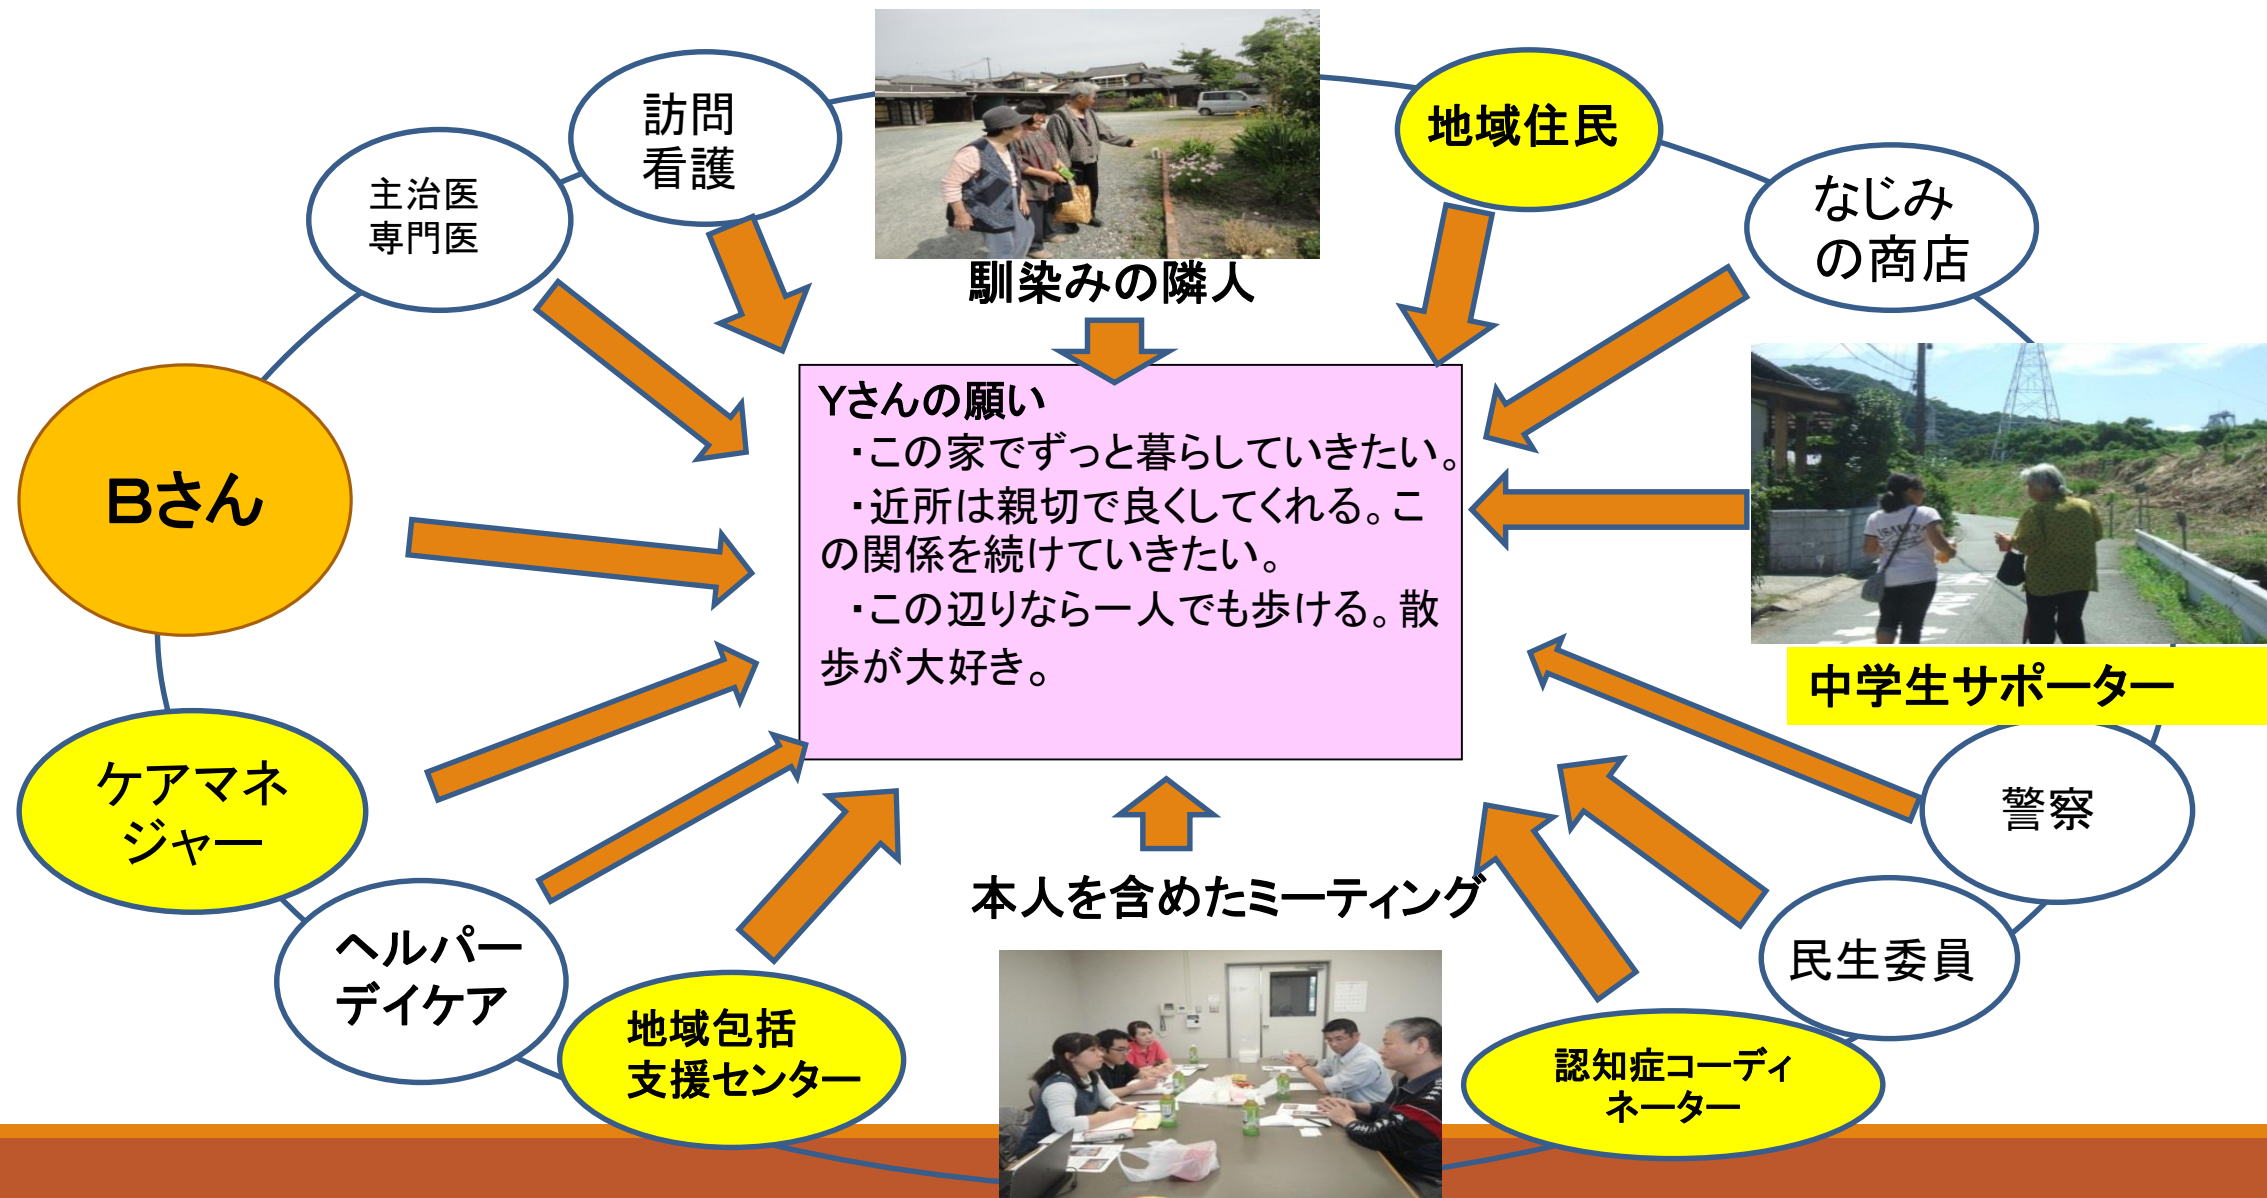 訪問
看護
地域住民
主治医
専門医
なじみ
の商店
馴染みの隣人
Yさんの願い
・この家でずっと暮らしていきたい。
・近所は親切で良くしてくれる。こ
の関係を続けていきたい。
・この辺りなら一人でも歩ける。散
歩が大好き。
Bさん
中学生サポーター
ケアマネ
ジャー
警察
本人を含めたミーティング
ヘルパー
デイケア
民生委員
地域包括
支援センター
認知症コーディ
ネーター